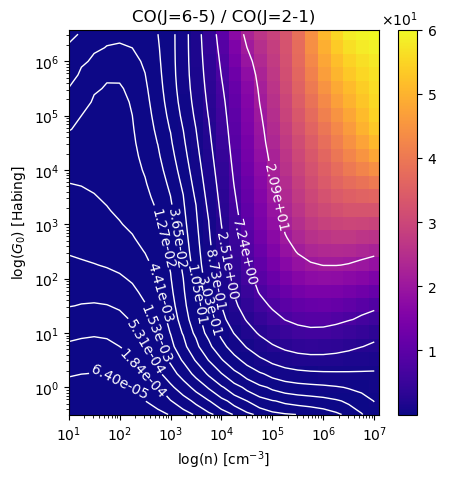 CO(J=6-5) / CO(J=2-1)
×10¹
log(G₀) [Habing]
10⁶
10⁵
10⁴
10³
10²
10¹
10⁰
2.09e+01
7.24e+00
2.51e+00
8.73e-01
3.03e-01
1.05e-01
3.65e-02
1.27e-02
4.41e-03
1.53e-03
5.31e-04
1.84e-04
6.40e-05
10¹ 10² 10³ 10⁴ 10⁵ 10⁶ 10⁷
log(n) [cm⁻³]
6
5
4
3
2
1